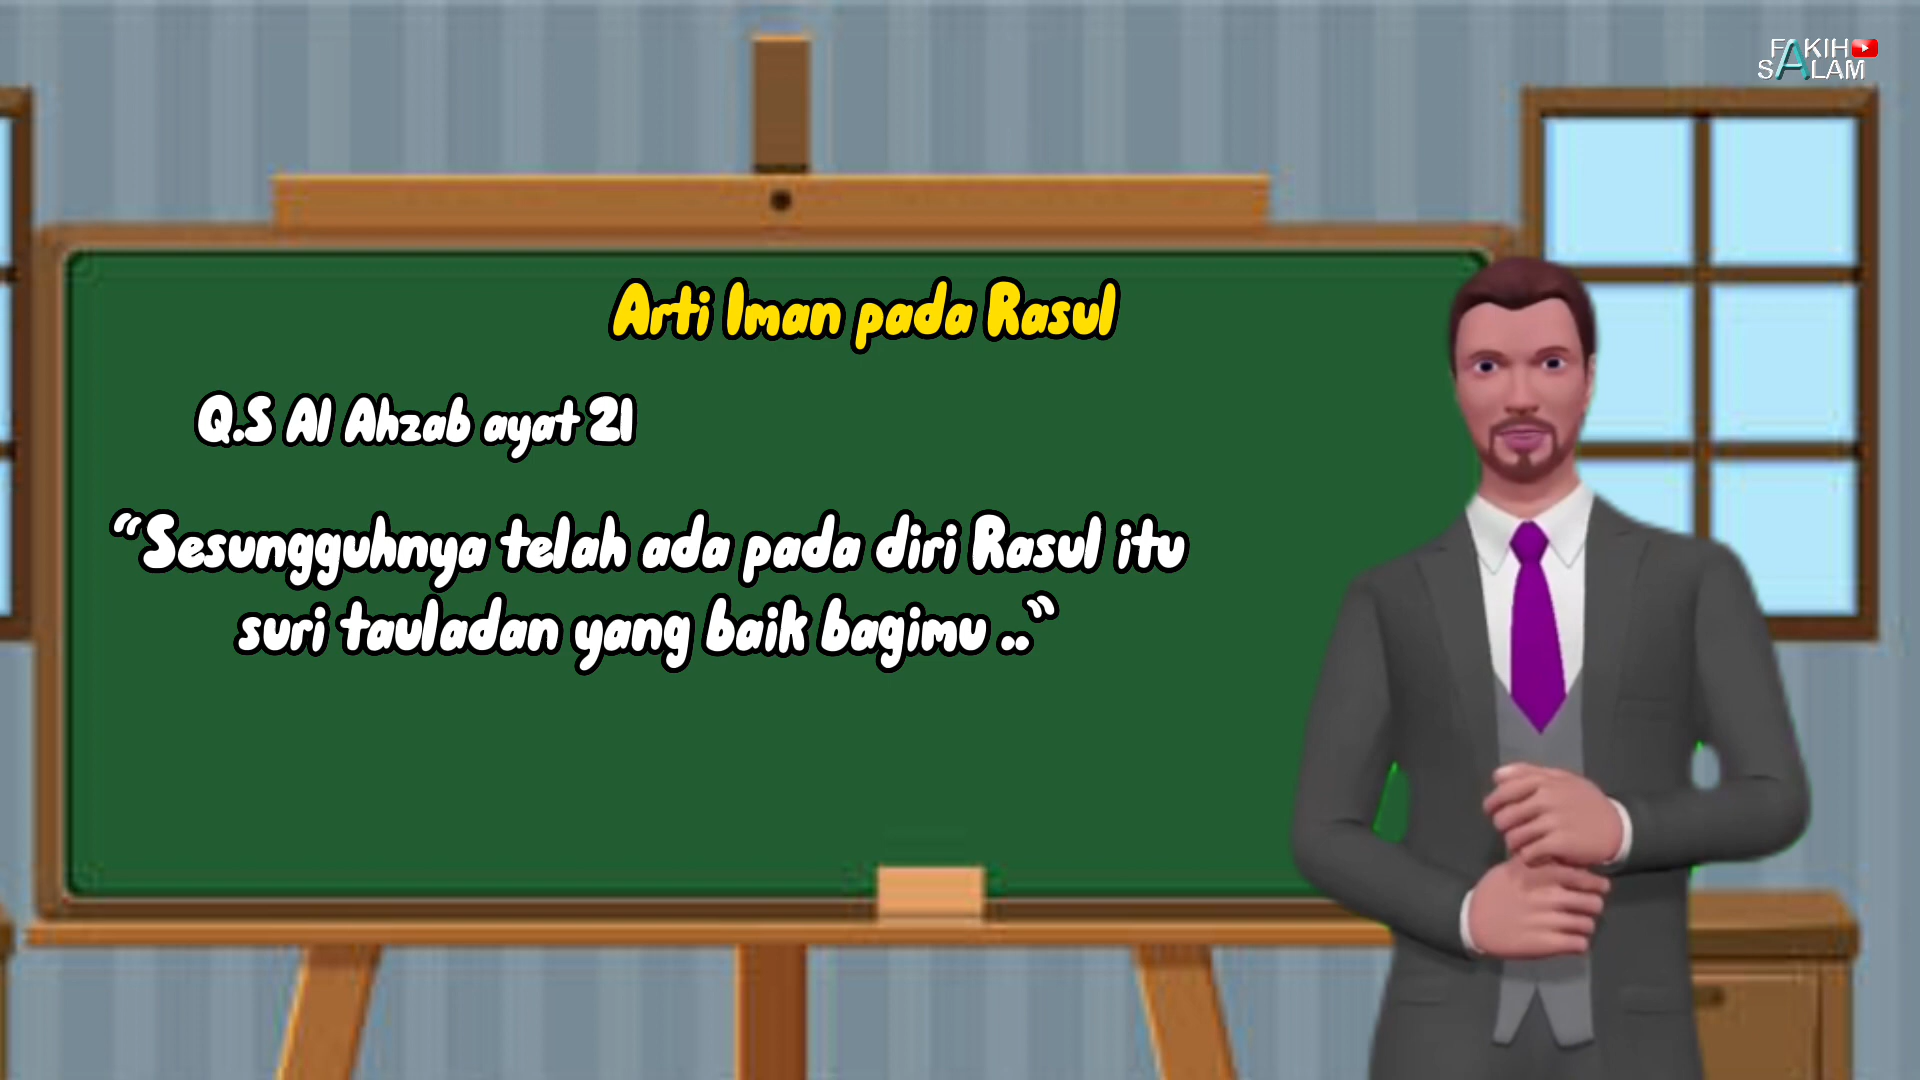 FAKIH
SALAM
Arti Iman pada Rasul
Q.S Al Ahzab ayat 21
“Sesungguhnya telah ada pada diri Rasul itu
suri tauladan yang baik bagimu ..”